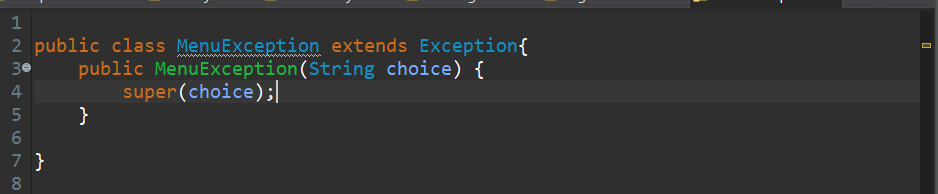 1
2 public class MenuException extends Exception{
3 public MenuException(String choice) {
4 super(choice);
5 }
6
7 }
8